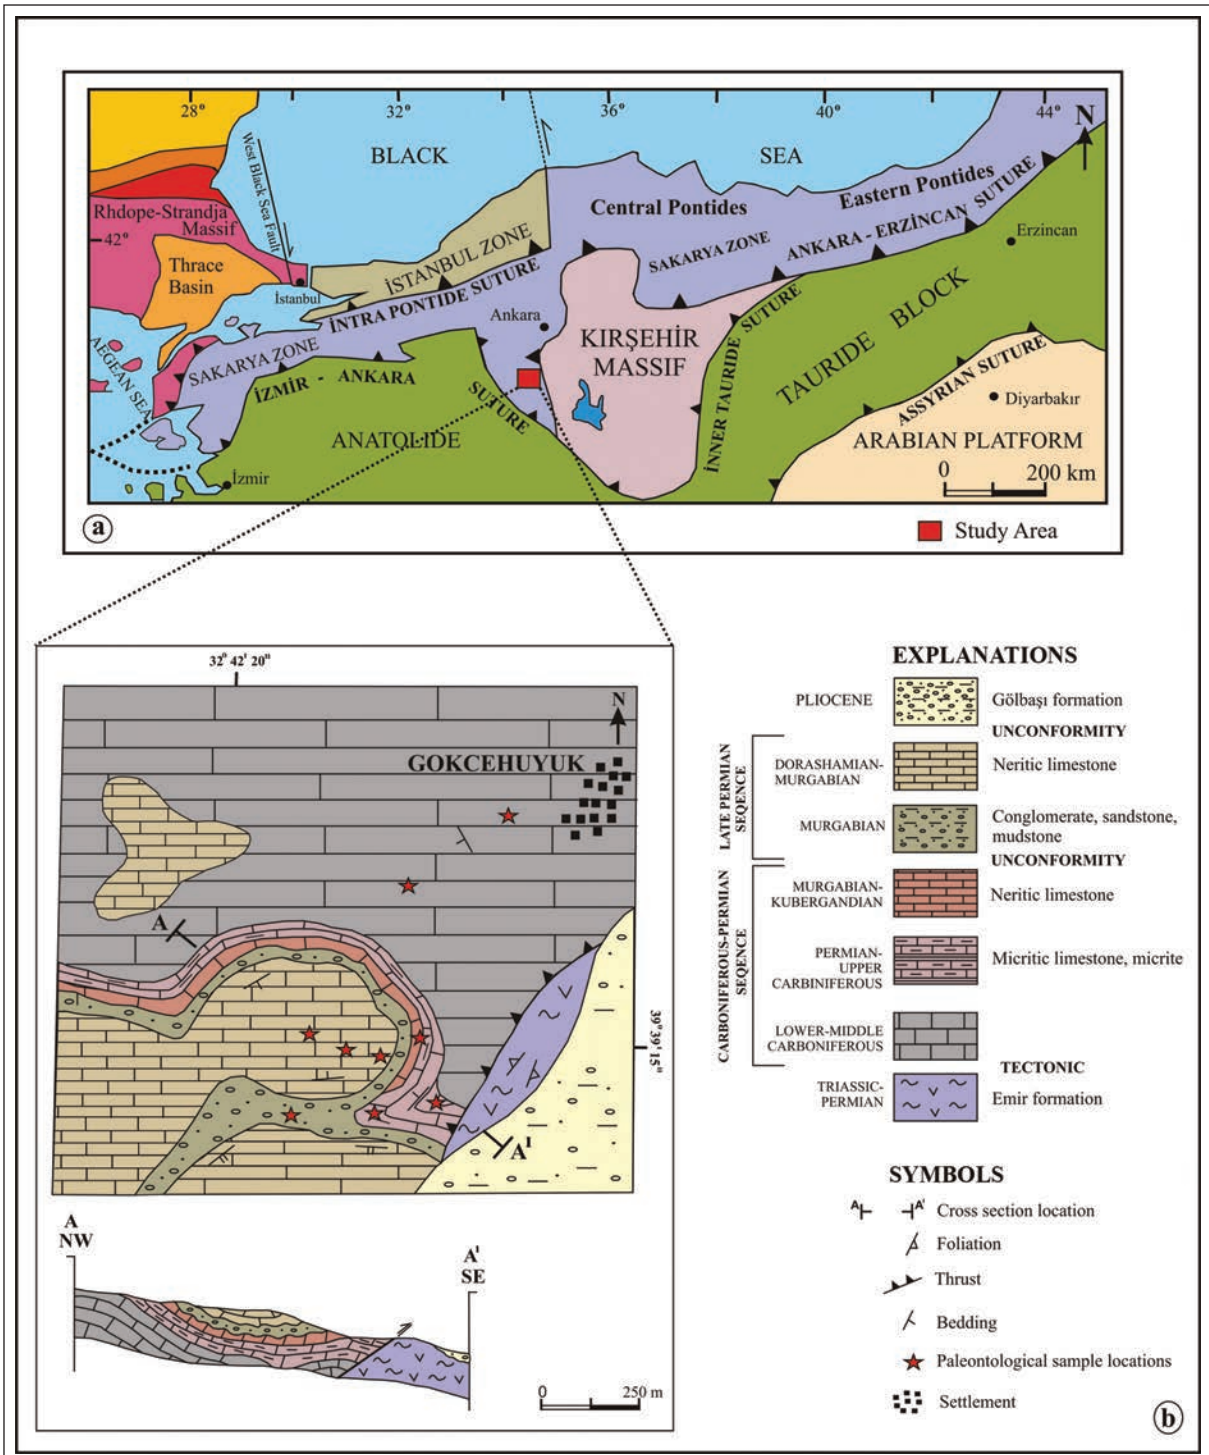 28°
32°
36°
40°
44°
N
BLACK
SEA
West Black Sea Fault
Rhdope-Strandja
Massif
42°
Thrace
Basin
İstanbul
İSTANBUL ZONE
İNTRA PONTIDE SUTURE
Central Pontides
Eastern Pontides
SAKARYA ZONE
ANKARA - ERZİNCAN SUTURE
Erzincan
Ankara
KIRŞEHİR
MASSIF
INNER TAURIDE SUTURE
TAURIDE BLOCK
AEGEAN SEA
SAKARYA ZONE
İZMİR - ANKARA
SUTURE
ANATOLIDE
İzmir
ASSYRIAN SUTURE
Diyarbakır
ARABIAN PLATFORM
0 200 km
a
Study Area
32° 42' 20"
N
GOKCEHUYUK
A
39° 39' 15"
A'
A
NW
A'
SE
0 250 m
EXPLANATIONS
PLIOCENE
Gölbaşı formation
UNCONFORMITY
LATE PERMIAN
SEQENCE
DORASHAMIAN-
MURGABIAN
Neritic limestone
MURGABIAN
Conglomerate, sandstone,
mudstone
UNCONFORMITY
CARBONIFEROUS-PERMIAN
SEQENCE
MURGABIAN-
KUBERGANDIAN
Neritic limestone
PERMIAN-
UPPER
CARBINIFEROUS
Micritic limestone, micrite
LOWER-MIDDLE
CARBONIFEROUS
TECTONIC
TRIASSIC-
PERMIAN
Emir formation
SYMBOLS
A A' Cross section location
Foliation
Thrust
Bedding
Paleontological sample locations
Settlement
b